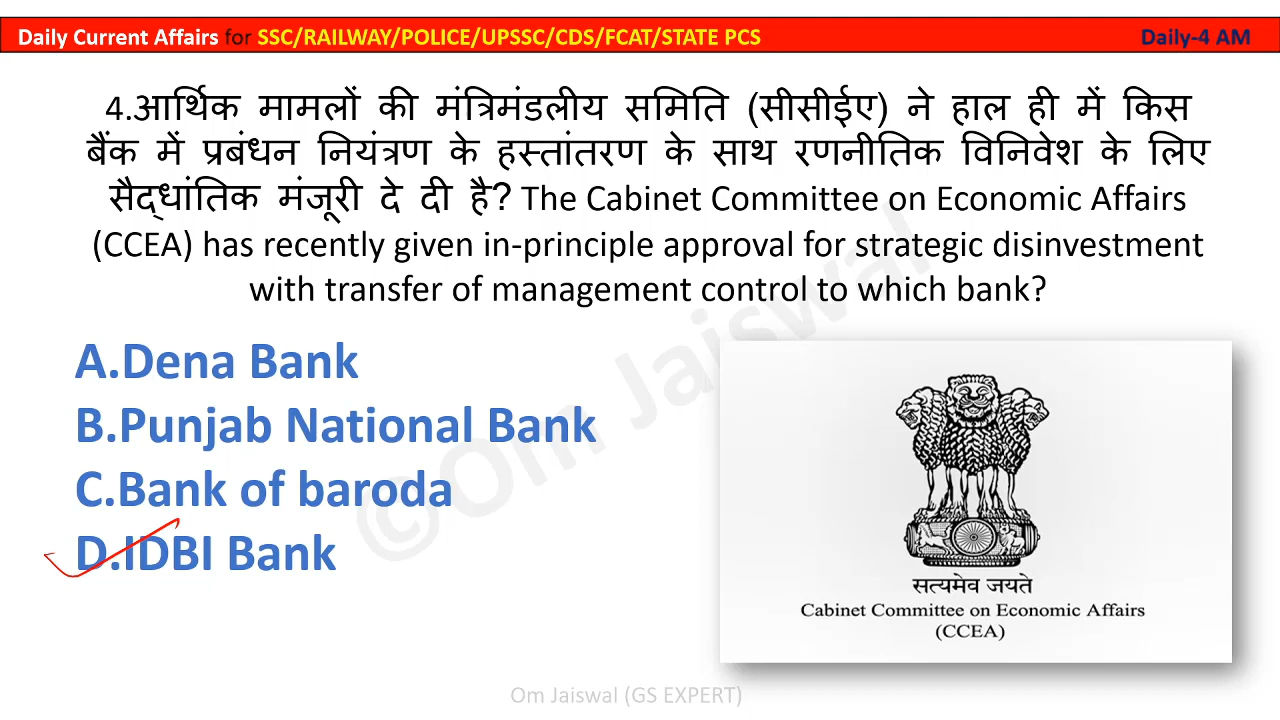 Daily Current Affairs for SSC/RAILWAY/POLICE/UPSSC/CDS/FCAT/STATE PCS Daily-4 AM
4.आर्थिक मामलों की मंत्रिमंडलीय समिति (सीसीईए) ने हाल ही में किस
बैंक में प्रबंधन नियंत्रण के हस्तांतरण के साथ रणनीतिक विनिवेश के लिए
सैद्धांतिक मंजूरी दे दी है? The Cabinet Committee on Economic Affairs
(CCEA) has recently given in-principle approval for strategic disinvestment
with transfer of management control to which bank?
A.Dena Bank
B.Punjab National Bank
C.Bank of baroda
D.IDBI Bank
©Om Jaiswal
सत्यमेव जयते
Cabinet Committee on Economic Affairs
(CCEA)
Om Jaiswal (GS EXPERT)